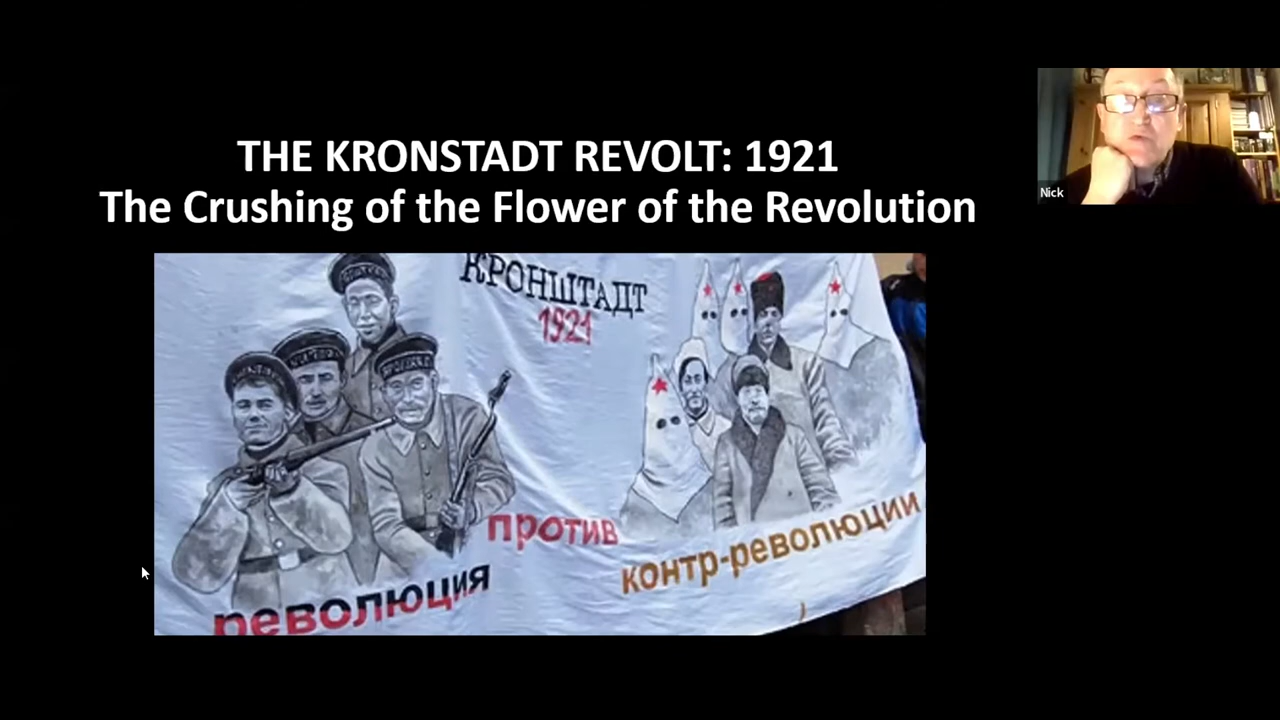 THE KRONSTADT REVOLT: 1921
The Crushing of the Flower of the Revolution
Nick
КРОНШТАДТ
1921
против
контр-революции
революция